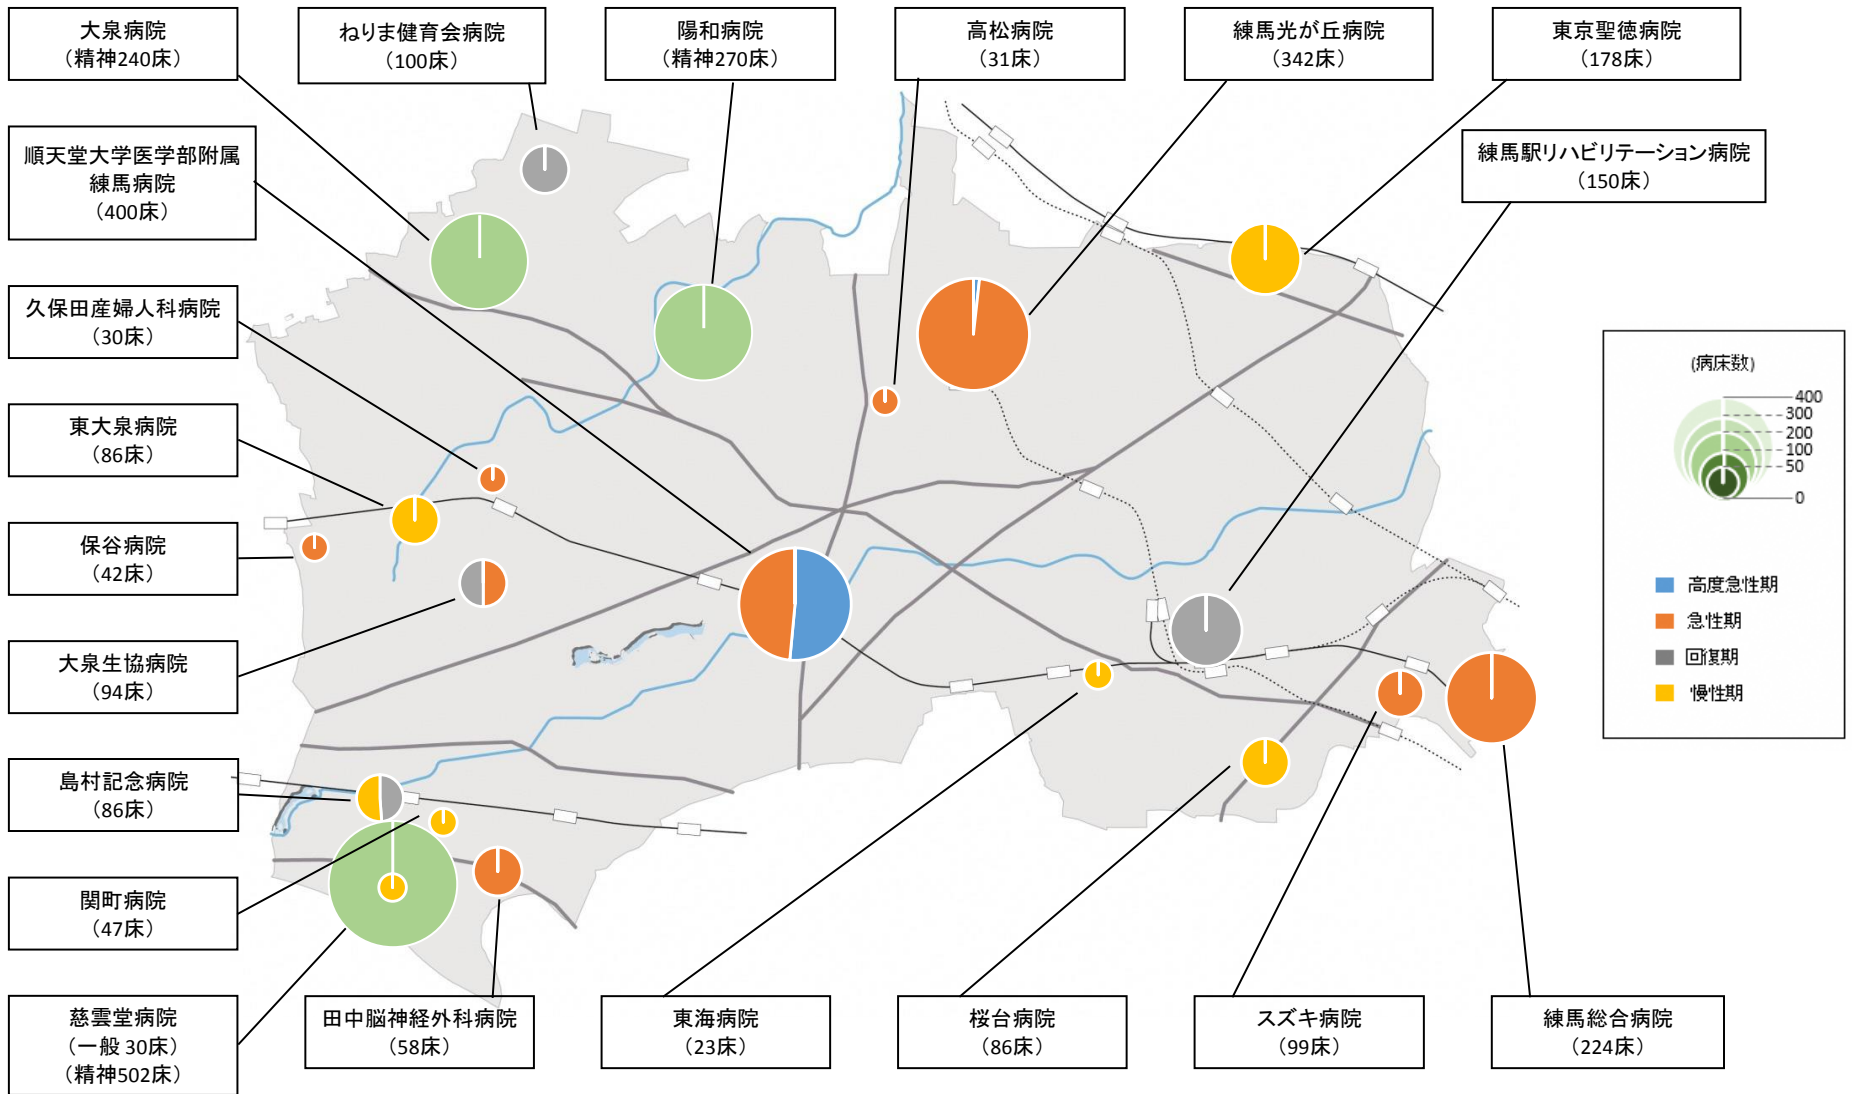 大泉病院
（精神240床）
ねりま健育会病院
（100床）
陽和病院
（精神270床）
高松病院
（31床）
練馬光が丘病院
（342床）
東京聖徳病院
（178床）
順天堂大学医学部附属
練馬病院
（400床）
練馬駅リハビリテーション病院
（150床）
久保田産婦人科病院
（30床）
東大泉病院
（86床）
保谷病院
（42床）
大泉生協病院
（94床）
島村記念病院
（86床）
関町病院
（47床）
慈雲堂病院
（一般 30床）
（精神502床）
田中脳神経外科病院
（58床）
東海病院
（23床）
桜台病院
（86床）
スズキ病院
（99床）
練馬総合病院
（224床）
(病床数)
400
300
200
100
50
0
高度急性期
急性期
回復期
慢性期